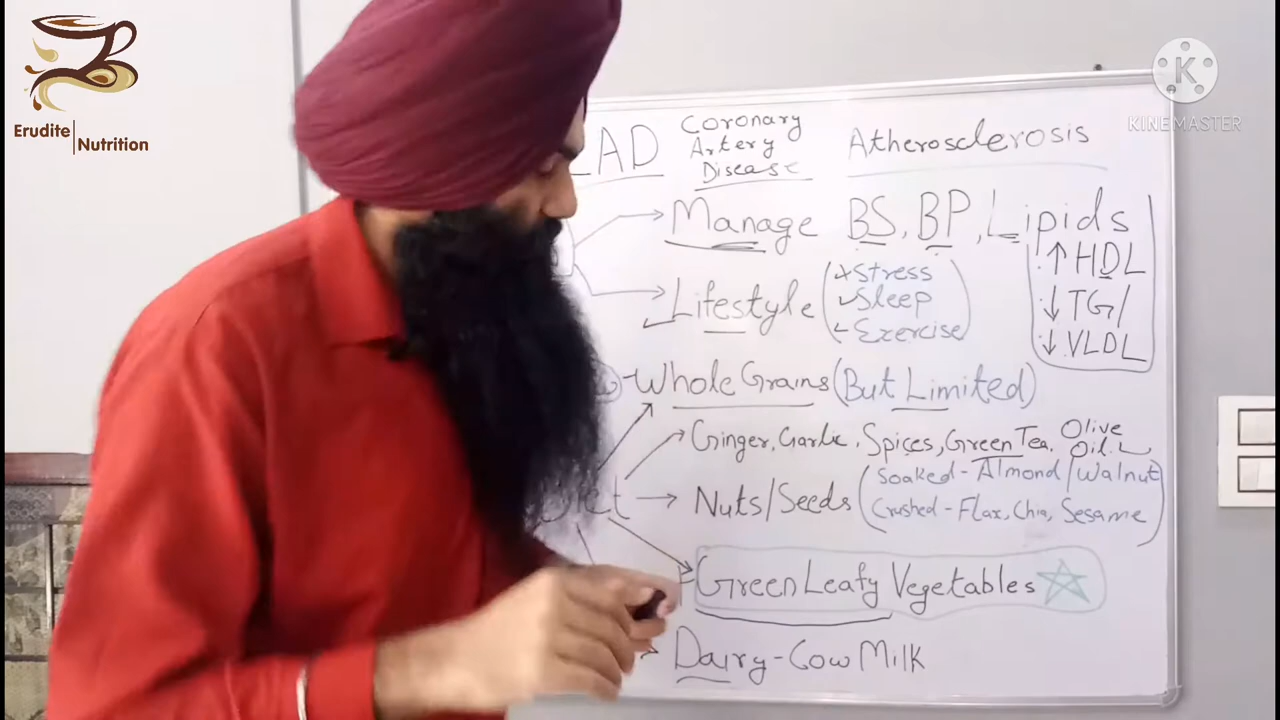 Erudite Nutrition
KINEMASTER
CAD Coronary Artery Disease Atherosclerosis
Manage BS, BP, Lipids
↑ HDL
↓ TG/
↓ VLDL
Lifestyle (Stress
Sleep
Exercise)
Whole Grains (But Limited)
Ginger, Garlic, Spices, Green Tea, Olive Oil
Nuts/Seeds (Soaked - Almond/Walnut
Crushed - Flax, Chia, Sesame)
Green Leafy Vegetables
Dairy - Cow Milk